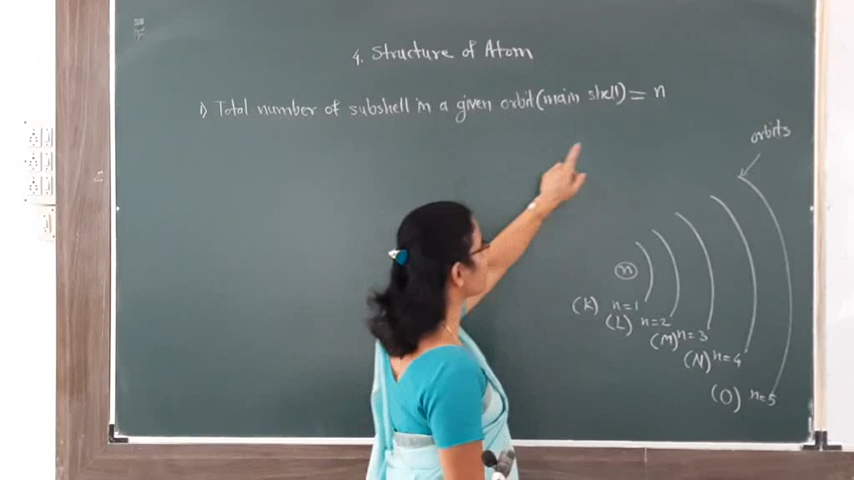 4. Structure of Atom
1) Total number of subshell in a given orbit (main shell) = n
orbits
n
(K) n=1
(L) n=2
(M) n=3
(N) n=4
(O) n=5